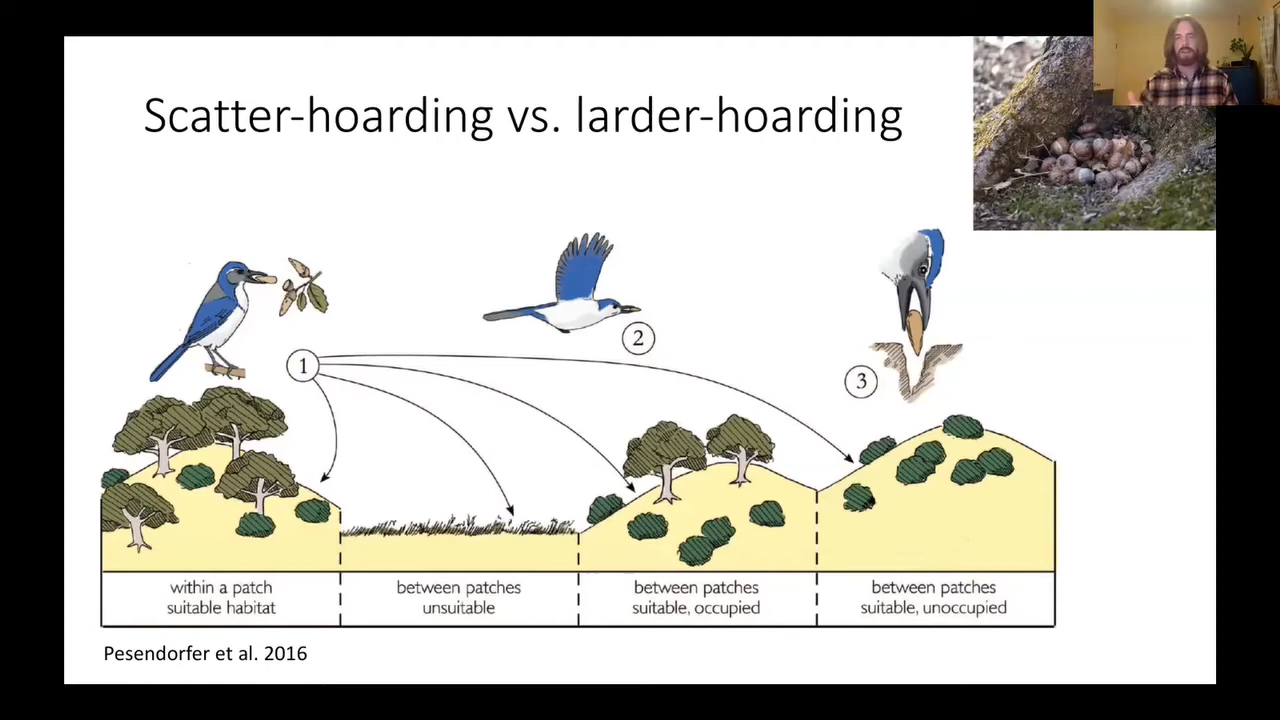 Scatter-hoarding vs. larder-hoarding
1
2
3
within a patch
suitable habitat
between patches
unsuitable
between patches
suitable, occupied
between patches
suitable, unoccupied
Pesendorfer et al. 2016